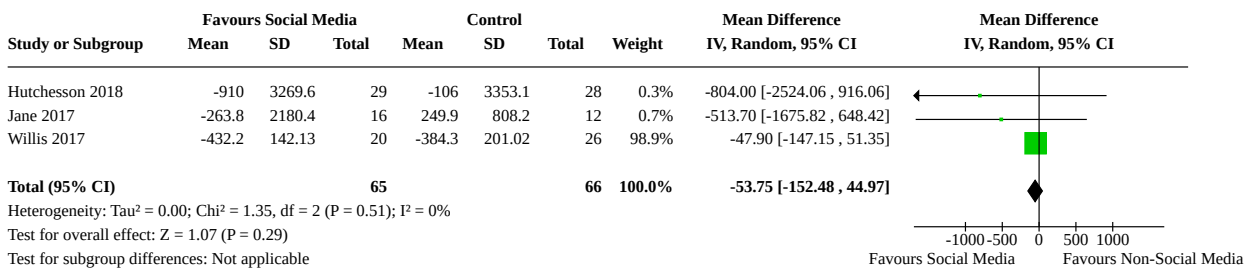 Favours Social Media Control Mean Difference Mean Difference
Study or Subgroup Mean SD Total Mean SD Total Weight IV, Random, 95% CI IV, Random, 95% CI
Hutchesson 2018 -910 3269.6 29 -106 3353.1 28 0.3% -804.00 [-2524.06 , 916.06]
Jane 2017 -263.8 2180.4 16 249.9 808.2 12 0.7% -513.70 [-1675.82 , 648.42]
Willis 2017 -432.2 142.13 20 -384.3 201.02 26 98.9% -47.90 [-147.15 , 51.35]
Total (95% CI) 65 66 100.0% -53.75 [-152.48 , 44.97]
Heterogeneity: Tau² = 0.00; Chi² = 1.35, df = 2 (P = 0.51); I² = 0%
Test for overall effect: Z = 1.07 (P = 0.29)
-1000 -500 0 500 1000
Test for subgroup differences: Not applicable Favours Social Media Favours Non-Social Media